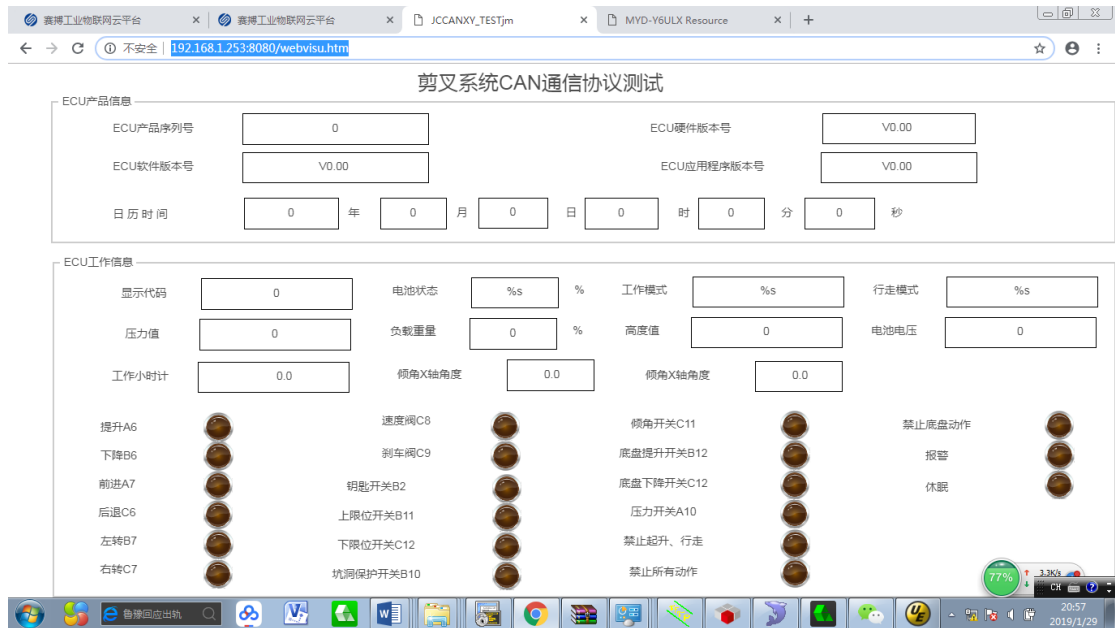 赛搏工业物联网云平台 × 赛搏工业物联网云平台 × JCCANXY_TESTjm × MYD-Y6ULX Resource × +
不安全 | 192.168.1.253:8080/webvisu.htm
剪叉系统CAN通信协议测试
ECU产品信息
ECU产品序列号 0 ECU硬件版本号 V0.00
ECU软件版本号 V0.00 ECU应用程序版本号 V0.00
日历时间 0 年 0 月 0 日 0 时 0 分 0 秒
ECU工作信息
显示代码 0 电池状态 %s % 工作模式 %s 行走模式 %s
压力值 0 负载重量 0 % 高度值 0 电池电压 0
工作小时计 0.0 倾角X轴角度 0.0 倾角X轴角度 0.0
提升A6 速度阀C8 倾角开关C11 禁止底盘动作
下降B6 刹车阀C9 底盘提升开关B12 报警
前进A7 钥匙开关B2 底盘下降开关C12 休眠
后退C6 上限位开关B11 压力开关A10
左转B7 下限位开关C12 禁止起升、行走
右转C7 坑洞保护开关B10 禁止所有动作
77% 3.3K/s
CH
鲁豫回应出轨 20:57
2019/1/29